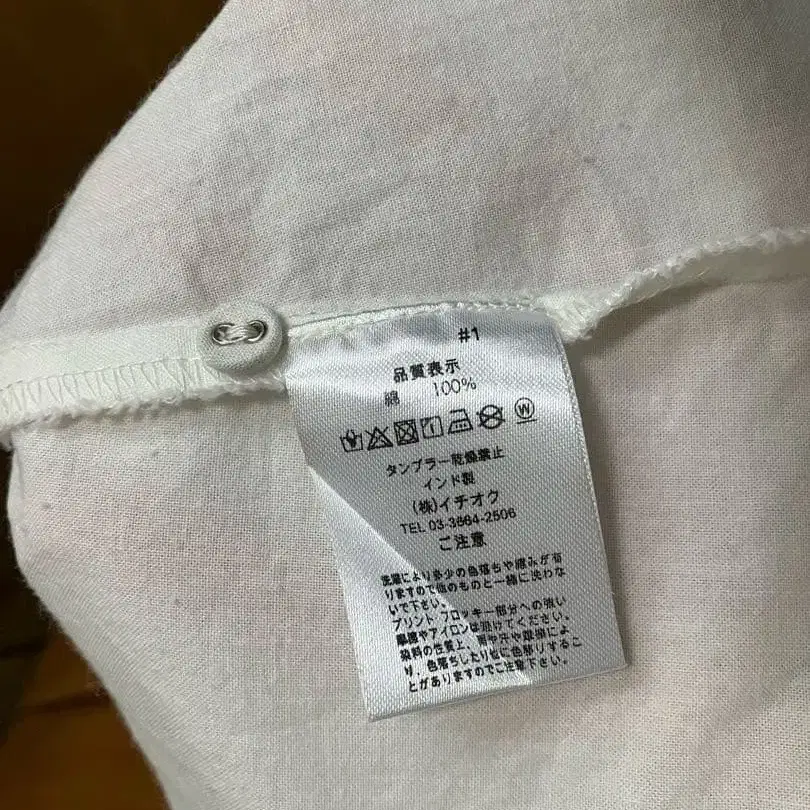 #1
品質表示
綿 100%
W
タンブラー乾燥禁止
インド製
(株)イチオク
TEL 03-3664-2506
ご注意
洗濯により多少の色落ちや縮みが有
りますので他のものと一緒に洗わな
いで下さい。
プリント フロッキー部分への強い
摩擦やアイロンは避けてください。
染料の性質上、雨や汗や摩擦によ
り、色落ちしたり他に色移りするこ
とがありますのでご注意下さい。